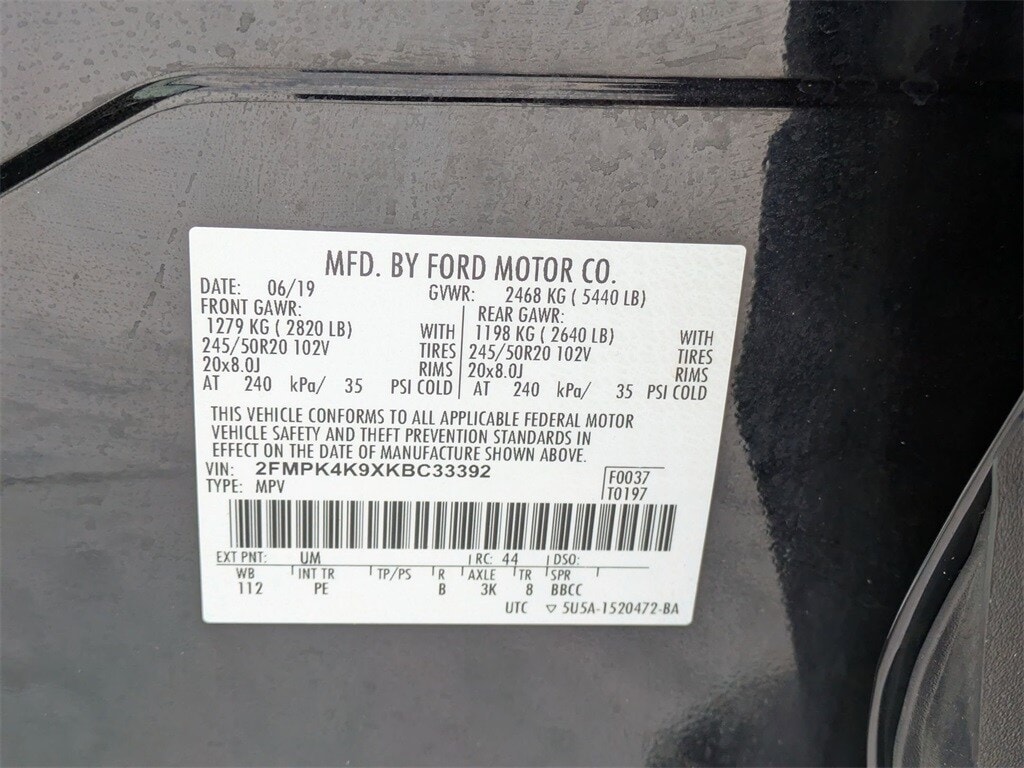 MFD. BY FORD MOTOR CO.
DATE: 06/19 GVWR: 2468 KG ( 5440 LB)
FRONT GAWR: REAR GAWR:
1279 KG ( 2820 LB) WITH 1198 KG ( 2640 LB) WITH
245/50R20 102V TIRES 245/50R20 102V TIRES
20x8.0J RIMS 20x8.0J RIMS
AT 240 kPa/ 35 PSI COLD AT 240 kPa/ 35 PSI COLD
THIS VEHICLE CONFORMS TO ALL APPLICABLE FEDERAL MOTOR
VEHICLE SAFETY AND THEFT PREVENTION STANDARDS IN
EFFECT ON THE DATE OF MANUFACTURE SHOWN ABOVE.
VIN: 2FMPK4K9XKBC33392 F0037
TYPE: MPV T0197
EXT PNT: UM RC: 44 DSO:
WB INT TR TP/PS R AXLE TR SPR
112 PE B 3K 8 BBCC
UTC ▽ 5U5A-1520472-BA